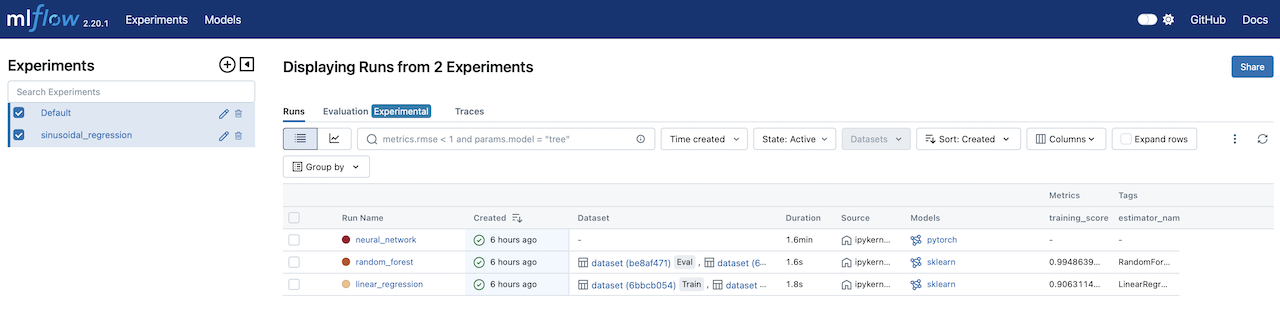 mlflow 2.20.1 Experiments Models GitHub Docs
Experiments
Search Experiments
Default
sinusoidal_regression
Displaying Runs from 2 Experiments
Share
Runs Evaluation Experimental Traces
metrics.rmse < 1 and params.model = "tree" Time created State: Active Datasets Sort: Created Columns Expand rows
Group by
Metrics Tags
Run Name Created Dataset Duration Source Models training_score estimator_nam
neural_network 6 hours ago - 1.6min ipykern... pytorch - -
random_forest 6 hours ago dataset (be8af471) Eval , dataset (6... 1.6s ipykern... sklearn 0.9948639... RandomFor...
linear_regression 6 hours ago dataset (6bbcb054) Train , dataset ... 1.8s ipykern... sklearn 0.9063114... LinearRegr...